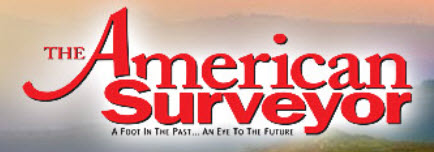 THE American
Surveyor
A FOOT IN THE PAST... AN EYE TO THE FUTURE